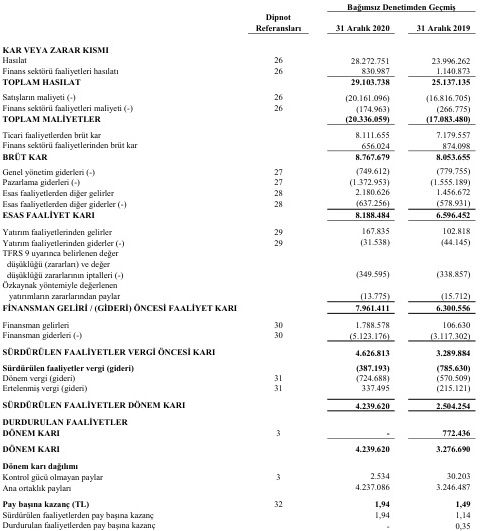 Bağımsız Denetimden Geçmiş
Dipnot
Referansları 31 Aralık 2020 31 Aralık 2019
KAR VEYA ZARAR KISMI
Hasılat 26 28.272.751 23.996.262
Finans sektörü faaliyetleri hasılatı 26 830.987 1.140.873
TOPLAM HASILAT 29.103.738 25.137.135
Satışların maliyeti (-) 26 (20.161.096) (16.816.705)
Finans sektörü faaliyetleri maliyeti (-) 26 (174.963) (266.775)
TOPLAM MALİYETLER (20.336.059) (17.083.480)
Ticari faaliyetlerden brüt kar 8.111.655 7.179.557
Finans sektörü faaliyetlerinden brüt kar 656.024 874.098
BRÜT KAR 8.767.679 8.053.655
Genel yönetim giderleri (-) 27 (749.612) (779.755)
Pazarlama giderleri (-) 27 (1.372.953) (1.555.189)
Esas faaliyetlerden diğer gelirler 28 2.180.626 1.456.672
Esas faaliyetlerden diğer giderler (-) 28 (637.256) (578.931)
ESAS FAALİYET KARI 8.188.484 6.596.452
Yatırım faaliyetlerinden gelirler 29 167.835 102.818
Yatırım faaliyetlerinden giderler (-) 29 (31.538) (44.145)
TFRS 9 uyarınca belirlenen değer
düşüklüğü (zararları) ve değer
düşüklüğü zararlarının iptalleri (-) (349.595) (338.857)
Özkaynak yöntemiyle değerlenen
yatırımların zararlarından paylar (13.775) (15.712)
FİNANSMAN GELİRİ / (GİDERİ) ÖNCESİ FAALİYET KARI 7.961.411 6.300.556
Finansman gelirleri 30 1.788.578 106.630
Finansman giderleri (-) 30 (5.123.176) (3.117.302)
SÜRDÜRÜLEN FAALİYETLER VERGİ ÖNCESİ KARI 4.626.813 3.289.884
Sürdürülen faaliyetler vergi (gideri) (387.193) (785.630)
Dönem vergi (gideri) 31 (724.688) (570.509)
Ertelenmiş vergi (gideri) 31 337.495 (215.121)
SÜRDÜRÜLEN FAALİYETLER DÖNEM KARI 4.239.620 2.504.254
DURDURULAN FAALİYETLER
DÖNEM KARI 3 - 772.436
DÖNEM KARI 4.239.620 3.276.690
Dönem karı dağılımı
Kontrol gücü olmayan paylar 3 2.534 30.203
Ana ortaklık payları 4.237.086 3.246.487
Pay başına kazanç (TL) 32 1,94 1,49
Sürdürülen faaliyetlerden pay başına kazanç 1,94 1,14
Durdurulan faaliyetlerden pay başına kazanç - 0,35